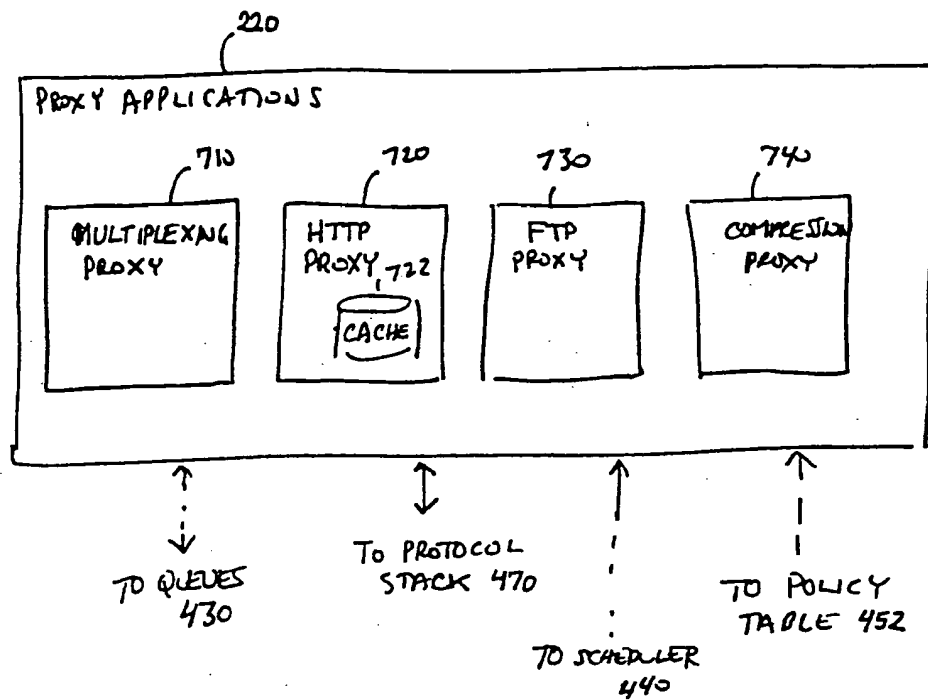 220
PROXY APPLICATIONS
710
720
730
740
MULTIPLEXING
PROXY
HTTP
PROXY
722
CACHE
FTP
PROXY
COMPRESSION
PROXY
TO QUEUES
430
TO PROTOCOL
STACK 470
TO SCHEDULER
440
TO POLICY
TABLE 452